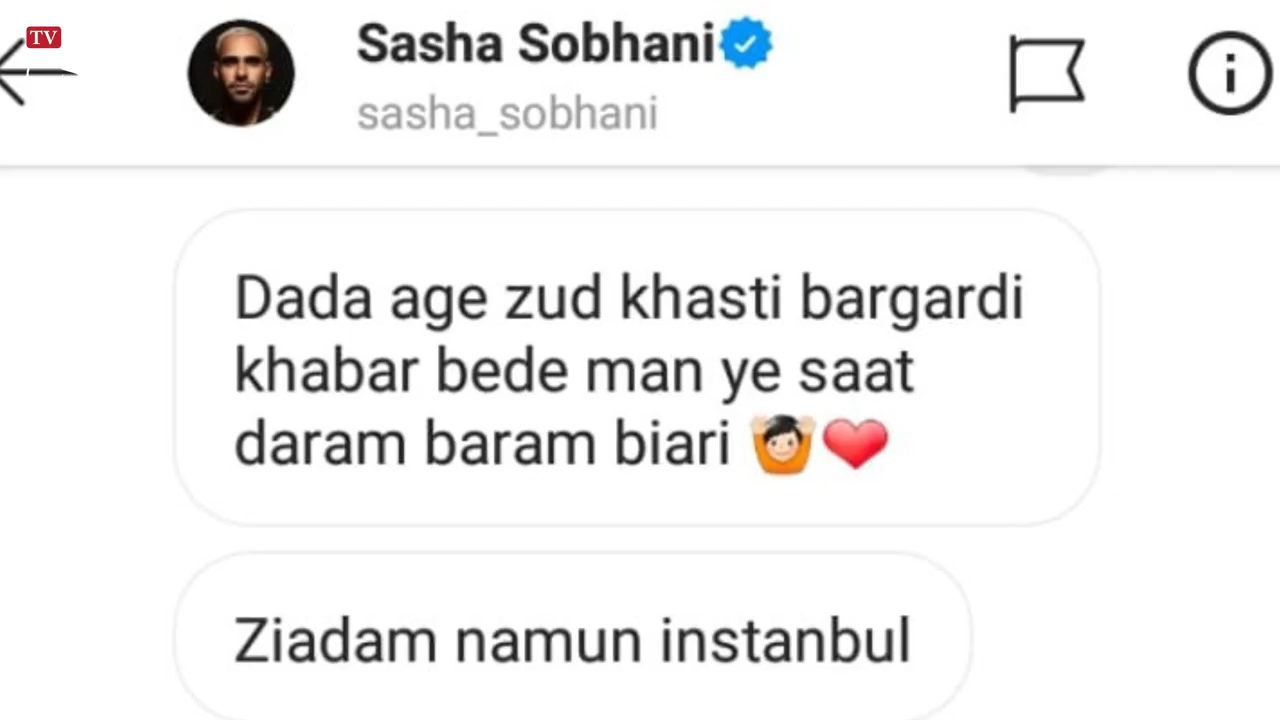 TV
Sasha Sobhani
sasha_sobhani
Dada age zud khasti bargardi
khabar bede man ye saat
daram baram biari 🙌❤️
Ziadam namun instanbul